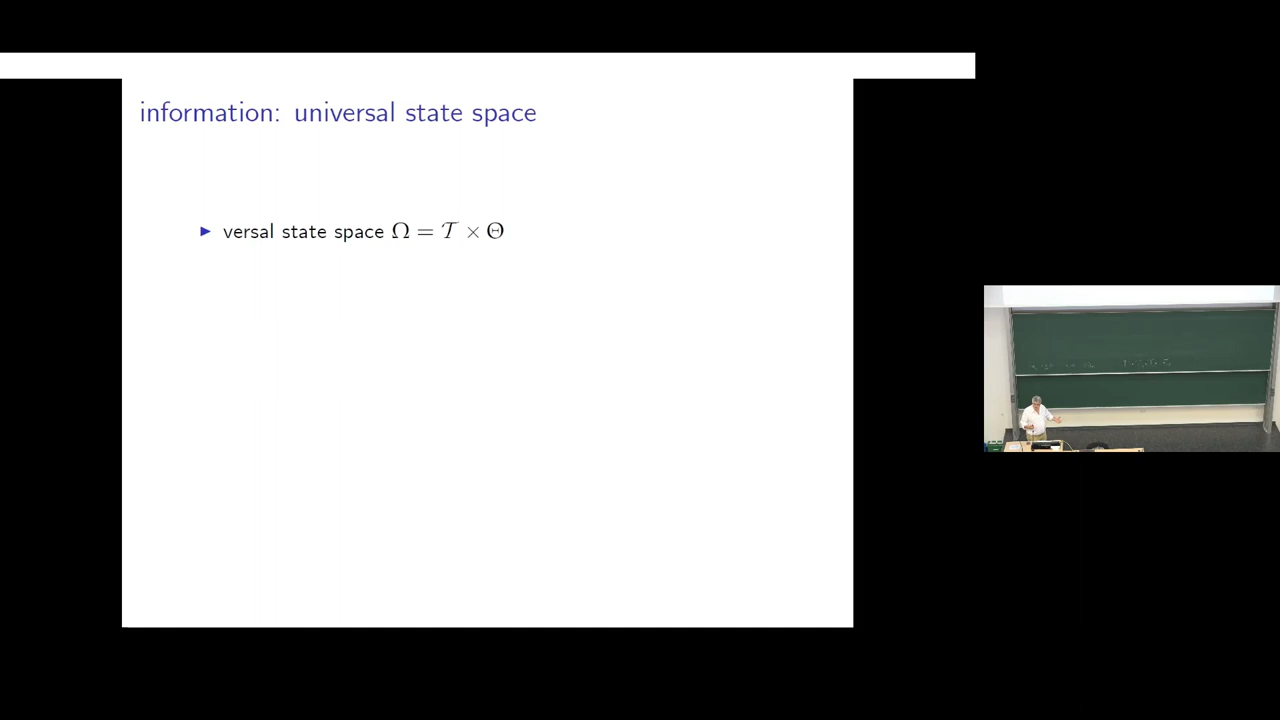 information: universal state space
▶ versal state space Ω = 𝒯 × Θ